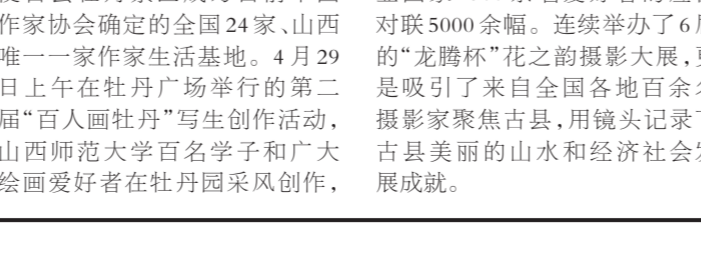 作家协会确定的全国24家、山西
唯一一家作家生活基地。4月29
日上午在牡丹广场举行的第二
届“百人画牡丹”写生创作活动，
山西师范大学百名学子和广大
绘画爱好者在牡丹园采风创作，
对联5000余幅。连续举办了6
的“龙腾杯”花之韵摄影大展，
是吸引了来自全国各地百余
摄影家聚焦古县，用镜头记录
古县美丽的山水和经济社会
展成就。